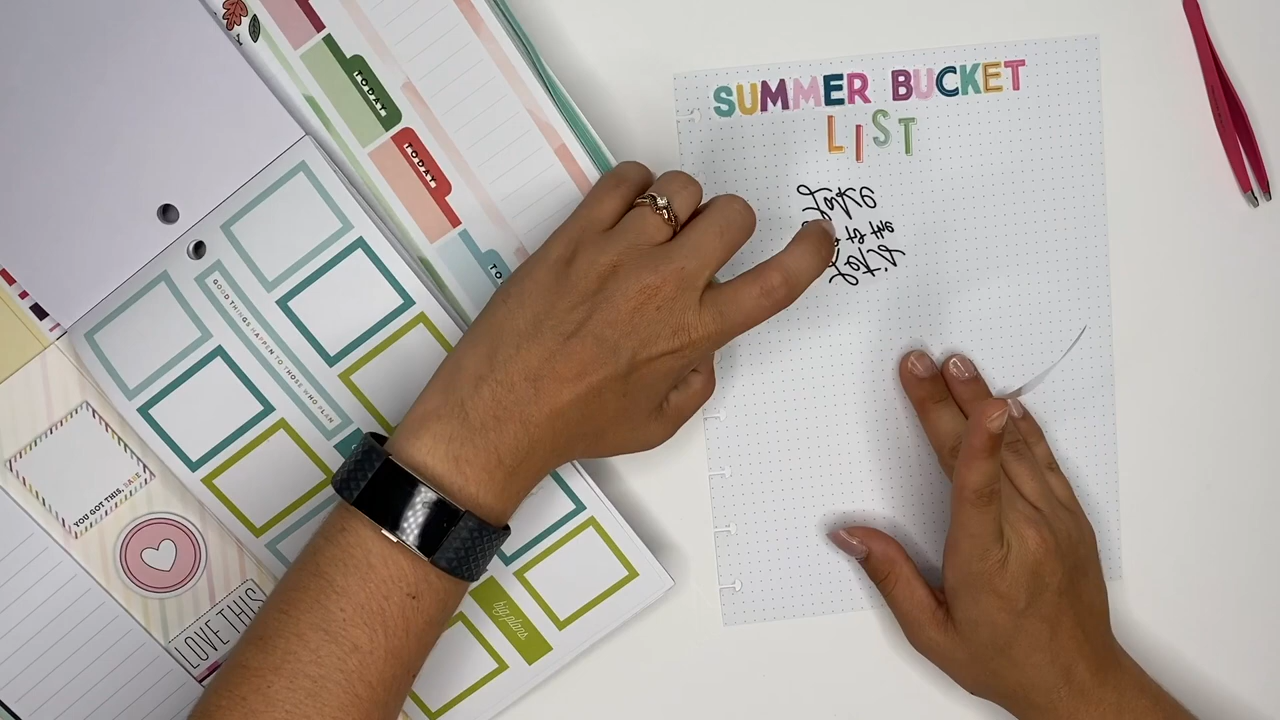 SUMMER BUCKET
LIST
TODAY
TODAY
TO
GOOD THINGS HAPPEN TO THOSE WHO PLAN
YOU GOT THIS, BABE
LOVE THIS
big plans